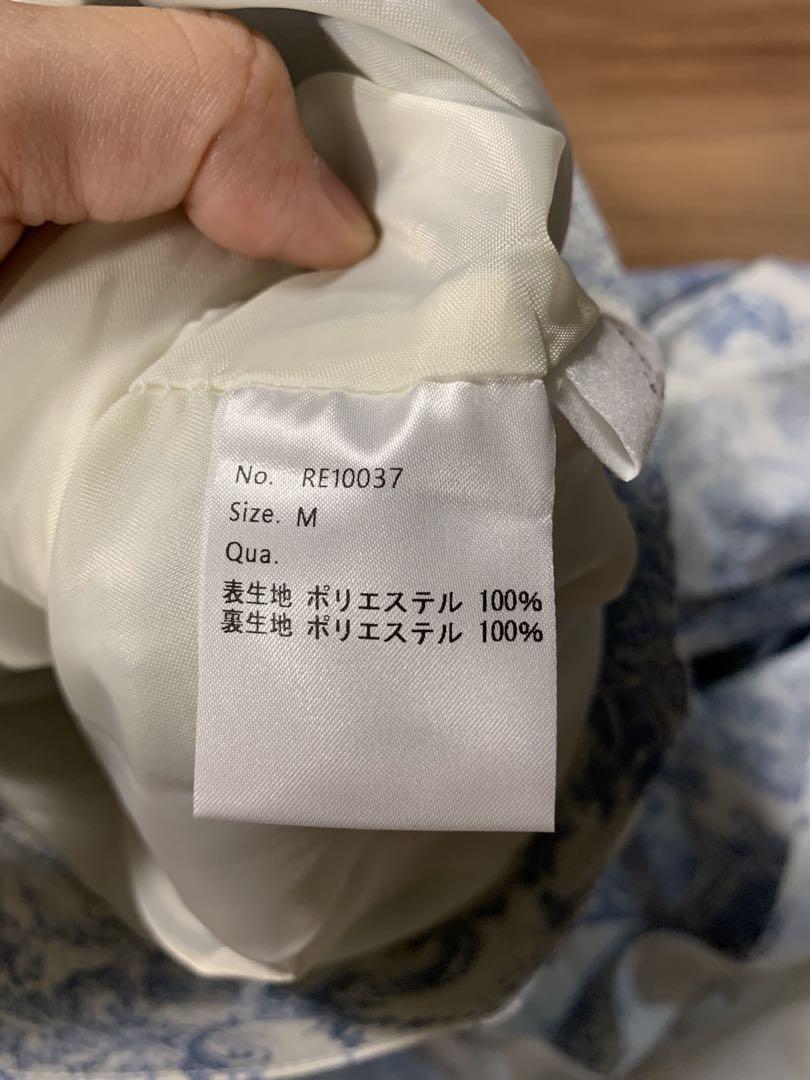 No. RE10037
Size. M
Qua.
表生地 ポリエステル 100%
裏生地 ポリエステル 100%